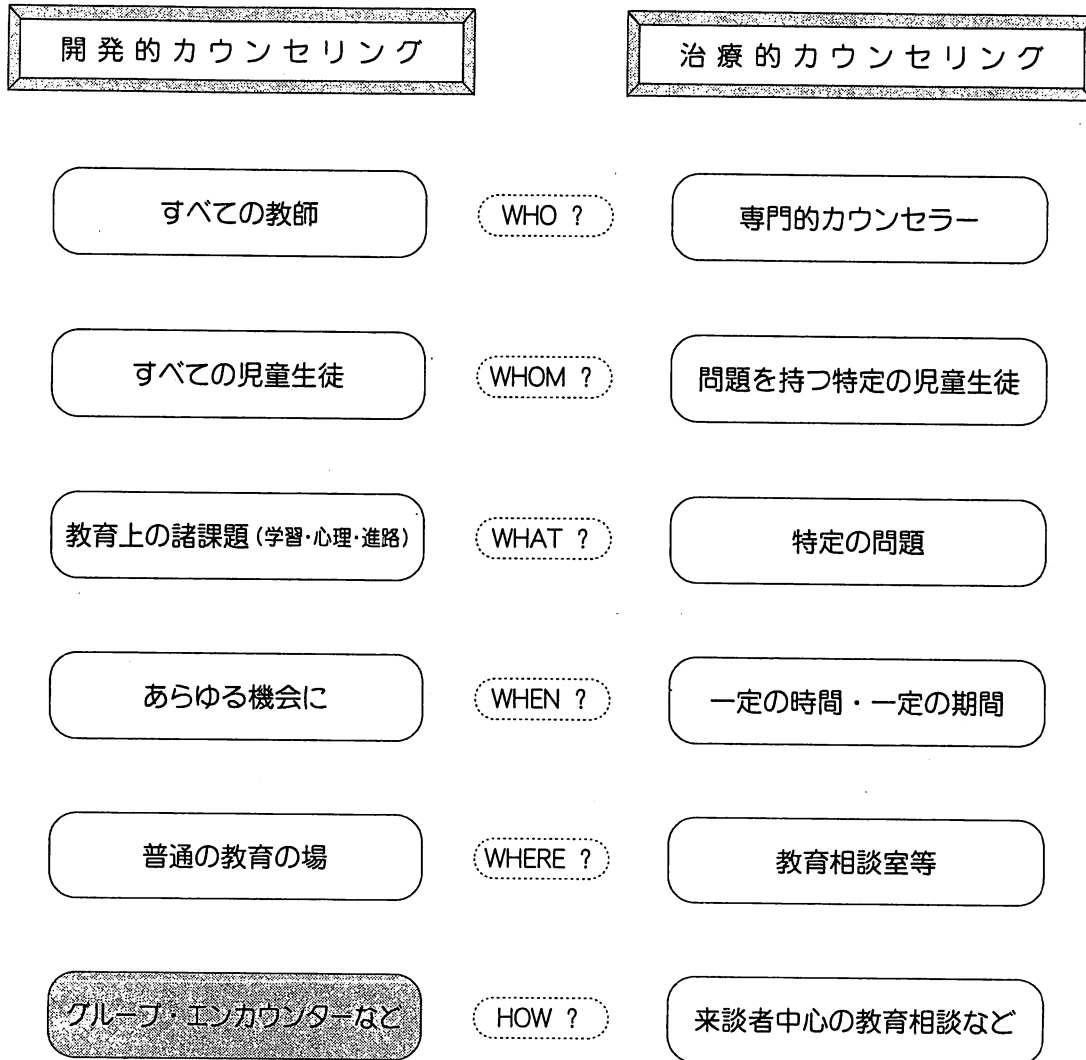 開発的カウンセリング
治療的カウンセリング
すべての教師
WHO ?
専門的カウンセラー
すべての児童生徒
WHOM ?
問題を持つ特定の児童生徒
教育上の諸課題(学習・心理・進路)
WHAT ?
特定の問題
あらゆる機会に
WHEN ?
一定の時間・一定の期間
普通の教育の場
WHERE ?
教育相談室等
グループ・エンカウンターなど
HOW ?
来談者中心の教育相談など